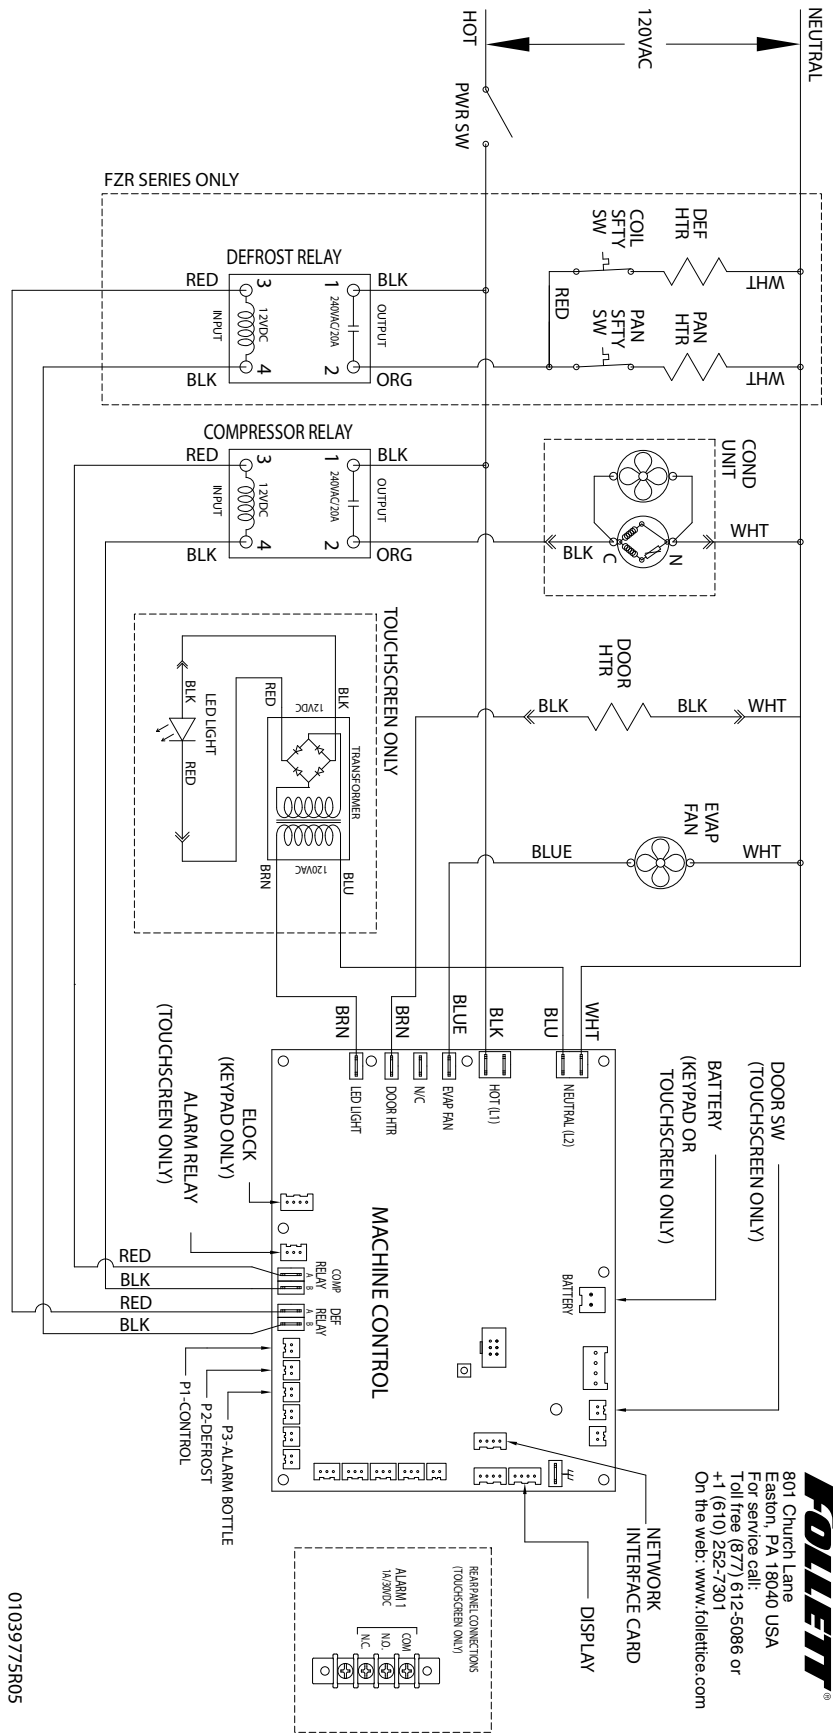 NEUTRAL
120VAC
HOT
PWR SW
FZR SERIES ONLY
DEF
HTR
WHT
COIL
SFTY
SW
PAN
HTR
WHT
PAN
SFTY
SW
RED
DEFROST RELAY
BLK
1
3
RED
OUTPUT
240VAC/20A
12VDC
INPUT
ORG
2
4
BLK
COMPRESSOR RELAY
BLK
1
3
RED
OUTPUT
240VAC/20A
12VDC
INPUT
ORG
2
4
BLK
COND
UNIT
WHT
N
C
BLK
TOUCHSCREEN ONLY
LED LIGHT
BLK
RED
BLK
RED
12VDC
TRANSFORMER
120VAC
BLU
BRN
DOOR
HTR
WHT
BLK
BLK
EVAP
FAN
WHT
BLUE
WHT
BLU
BLK
BLUE
BRN
BRN
NEUTRAL (L2)
HOT (L1)
EVAP FAN
N/C
DOOR HTR
LED LIGHT
MACHINE CONTROL
DOOR SW
(TOUCHSCREEN ONLY)
BATTERY
(KEYPAD OR
TOUCHSCREEN ONLY)
BATTERY
ELOCK
(KEYPAD ONLY)
ALARM RELAY
(TOUCHSCREEN ONLY)
RED
BLK
RED
BLK
COMP
RELAY
A
B
DEF
RELAY
A
B
P3-ALARM BOTTLE
P2-DEFROST
P1-CONTROL
NETWORK
INTERFACE CARD
DISPLAY
FOLLETT®
801 Church Lane
Easton, PA 18040 USA
For service call:
Toll free (877) 612-5086 or
+1 (610) 252-7301
On the web: www.follettice.com
REAR PANEL CONNECTIONS
(TOUCHSCREEN ONLY)
ALARM 1
1A/30VDC
COM
N.O.
N.C.
01039775R05